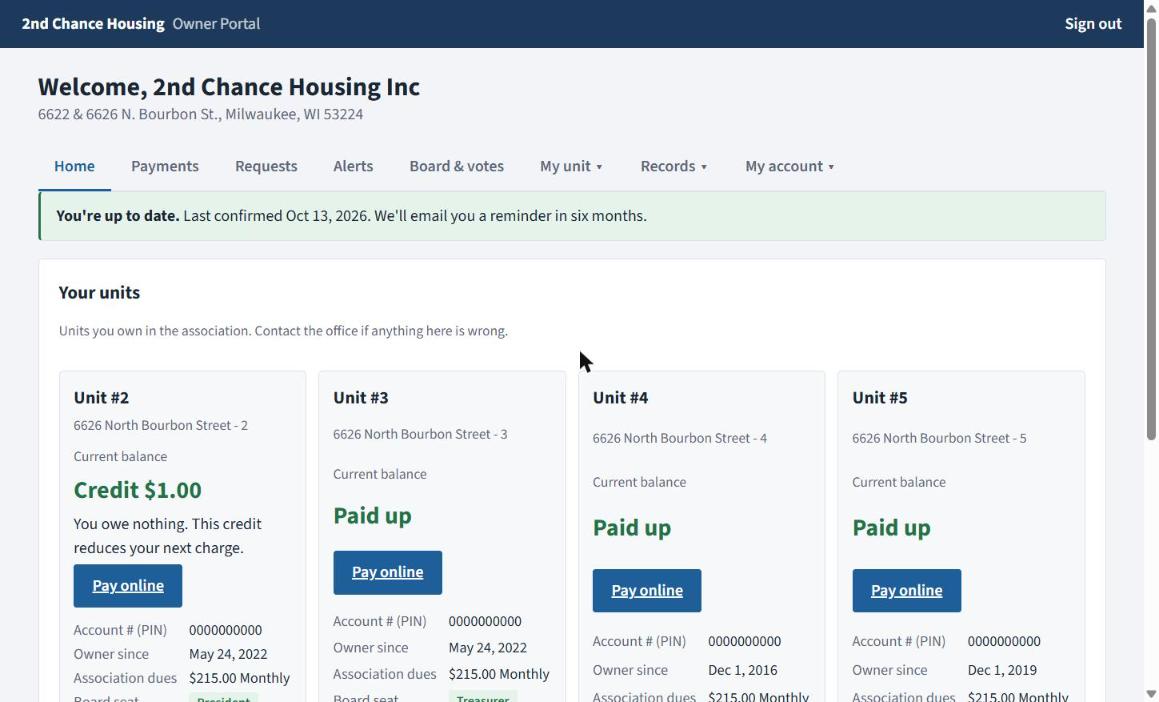 2nd Chance Housing Owner Portal
Sign out
Welcome, 2nd Chance Housing Inc
6622 & 6626 N. Bourbon St., Milwaukee, WI 53224
Home Payments Requests Alerts Board & votes My unit ▾ Records ▾ My account ▾
You're up to date. Last confirmed Oct 13, 2026. We'll email you a reminder in six months.
Your units
Units you own in the association. Contact the office if anything here is wrong.
Unit #2
6626 North Bourbon Street - 2
Current balance
Credit $1.00
You owe nothing. This credit
reduces your next charge.
Pay online
Account # (PIN) 0000000000
Owner since May 24, 2022
Association dues $215.00 Monthly
Board seat President
Unit #3
6626 North Bourbon Street - 3
Current balance
Paid up
Pay online
Account # (PIN) 0000000000
Owner since May 24, 2022
Association dues $215.00 Monthly
Board seat Treasurer
Unit #4
6626 North Bourbon Street - 4
Current balance
Paid up
Pay online
Account # (PIN) 0000000000
Owner since Dec 1, 2016
Association dues $215.00 Monthly
Unit #5
6626 North Bourbon Street - 5
Current balance
Paid up
Pay online
Account # (PIN) 0000000000
Owner since Dec 1, 2019
Association dues $215.00 Monthly